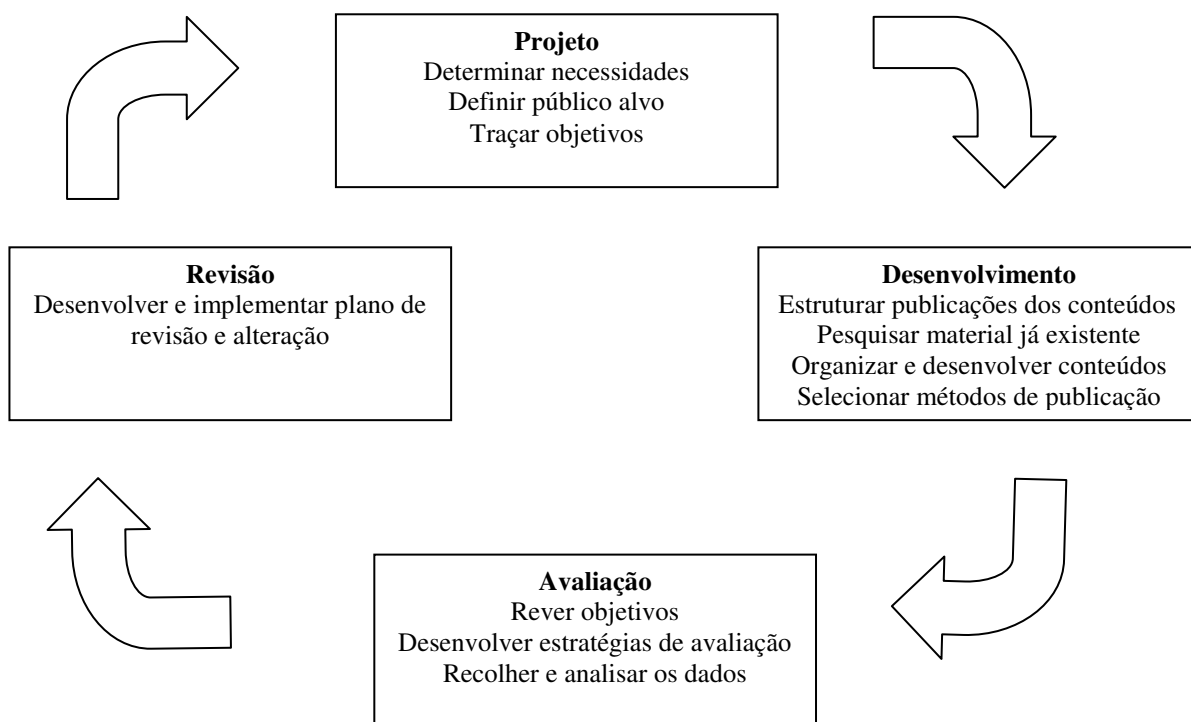 Projeto
Determinar necessidades
Definir público alvo
Traçar objetivos
Revisão
Desenvolver e implementar plano de
revisão e alteração
Desenvolvimento
Estruturar publicações dos conteúdos
Pesquisar material já existente
Organizar e desenvolver conteúdos
Selecionar métodos de publicação
Avaliação
Rever objetivos
Desenvolver estratégias de avaliação
Recolher e analisar os dados